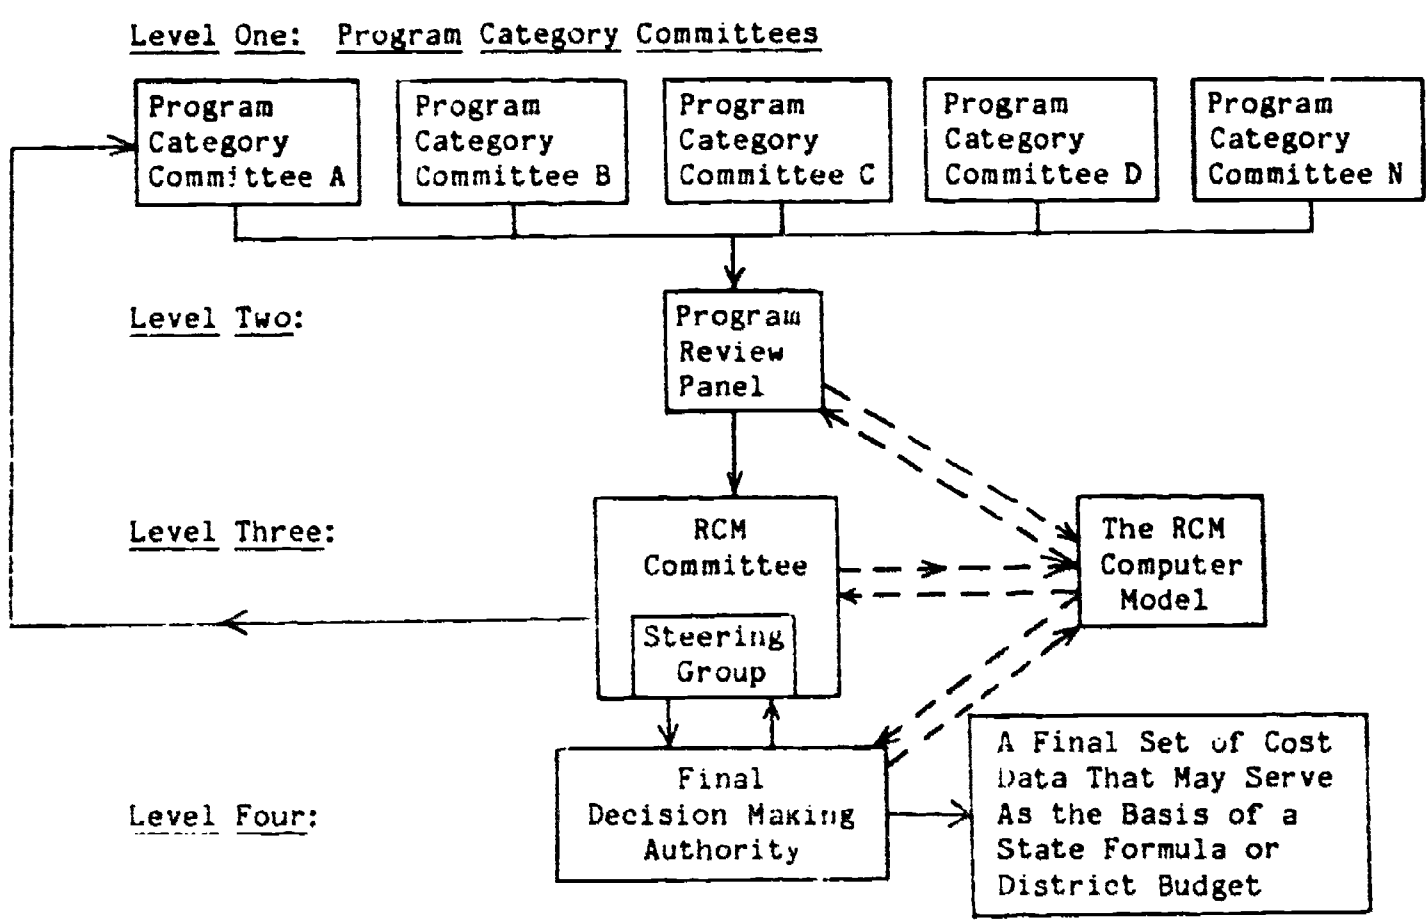 Level One: Program Category Committees
Program
Category
Committee A
Program
Category
Committee B
Program
Category
Committee C
Program
Category
Committee D
Program
Category
Committee N
Level Two:
Program
Review
Panel
Level Three:
RCM
Committee
Steering
Group
The RCM
Computer
Model
Level Four:
Final
Decision Making
Authority
A Final Set of Cost
Data That May Serve
As the Basis of a
State Formula or
District Budget